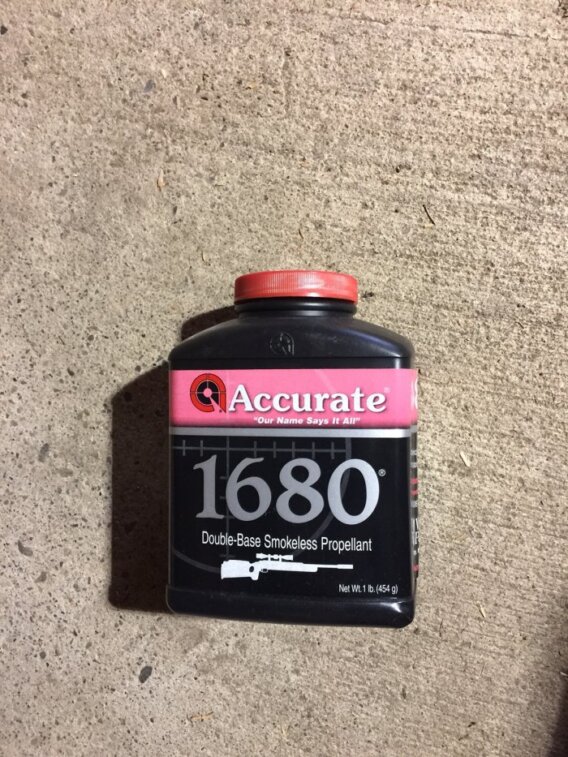 Accurate®
"Our Name Says It All"
1680®
Double-Base Smokeless Propellant
Net Wt. 1 lb. (454 g)